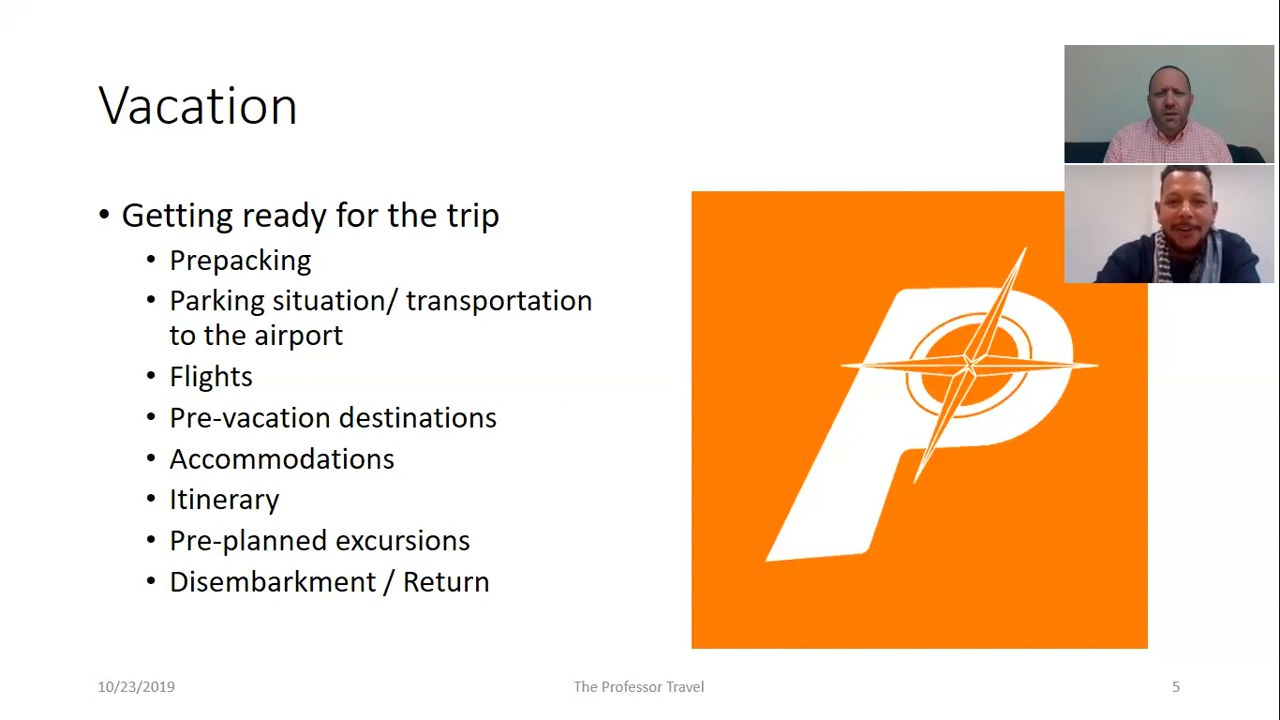 Vacation
• Getting ready for the trip
• Prepacking
• Parking situation/ transportation
to the airport
• Flights
• Pre-vacation destinations
• Accommodations
• Itinerary
• Pre-planned excursions
• Disembarkment / Return
P
10/23/2019
The Professor Travel
5